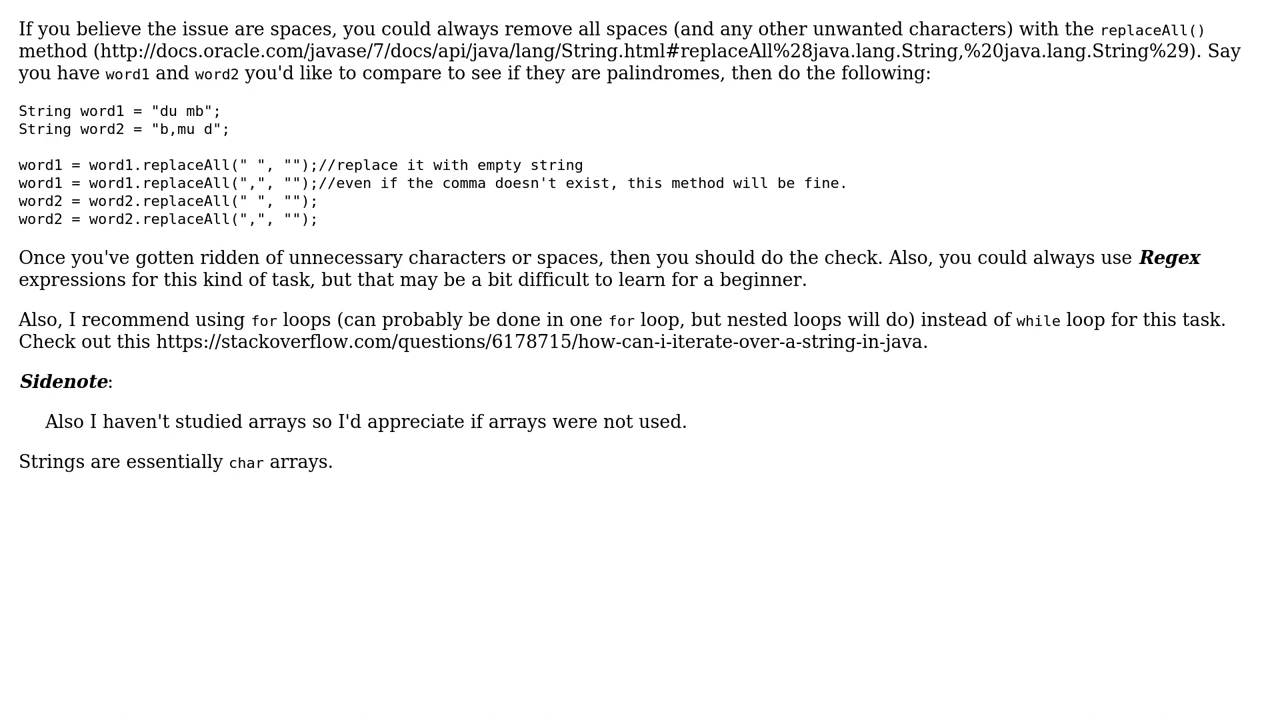 If you believe the issue are spaces, you could always remove all spaces (and any other unwanted characters) with the replaceAll()
method (http://docs.oracle.com/javase/7/docs/api/java/lang/String.html#replaceAll%28java.lang.String,%20java.lang.String%29). Say
you have word1 and word2 you'd like to compare to see if they are palindromes, then do the following:
String word1 = "du mb";
String word2 = "b,mu d";
word1 = word1.replaceAll(" ", "");//replace it with empty string
word1 = word1.replaceAll(",", "");//even if the comma doesn't exist, this method will be fine.
word2 = word2.replaceAll(" ", "");
word2 = word2.replaceAll(",", "");
Once you've gotten ridden of unnecessary characters or spaces, then you should do the check. Also, you could always use Regex
expressions for this kind of task, but that may be a bit difficult to learn for a beginner.
Also, I recommend using for loops (can probably be done in one for loop, but nested loops will do) instead of while loop for this task.
Check out this https://stackoverflow.com/questions/6178715/how-can-i-iterate-over-a-string-in-java.
Sidenote:
Also I haven't studied arrays so I'd appreciate if arrays were not used.
Strings are essentially char arrays.